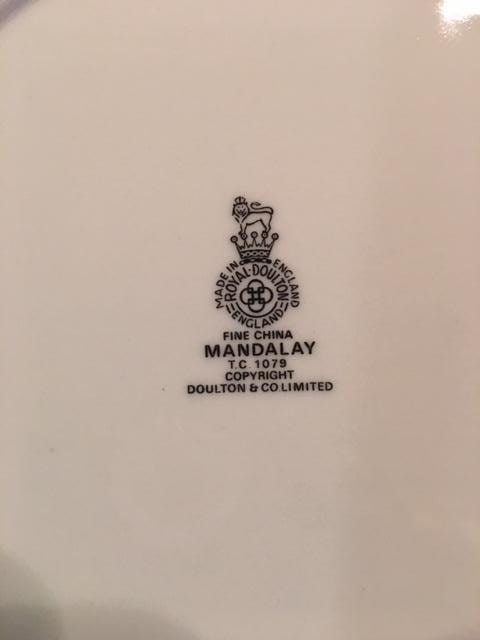 MADE IN ENGLAND
ROYAL DOULTON
ENGLAND
FINE CHINA
MANDALAY
T.C. 1079
COPYRIGHT
DOULTON & CO LIMITED